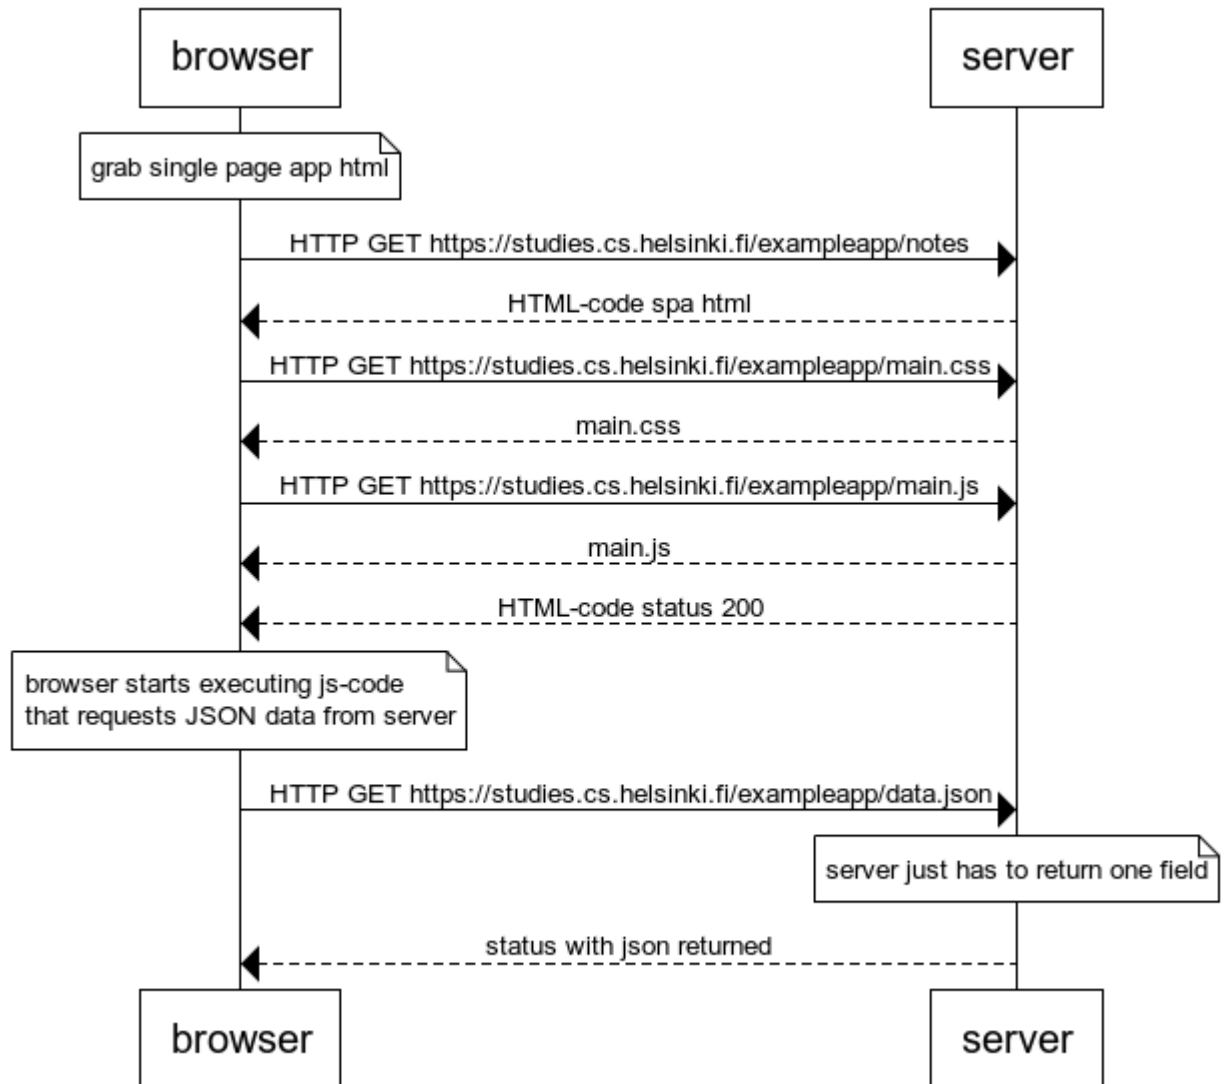 browser
server
grab single page app html
HTTP GET https://studies.cs.helsinki.fi/exampleapp/notes
HTML-code spa html
HTTP GET https://studies.cs.helsinki.fi/exampleapp/main.css
main.css
HTTP GET https://studies.cs.helsinki.fi/exampleapp/main.js
main.js
HTML-code status 200
browser starts executing js-code
that requests JSON data from server
HTTP GET https://studies.cs.helsinki.fi/exampleapp/data.json
server just has to return one field
status with json returned
browser
server